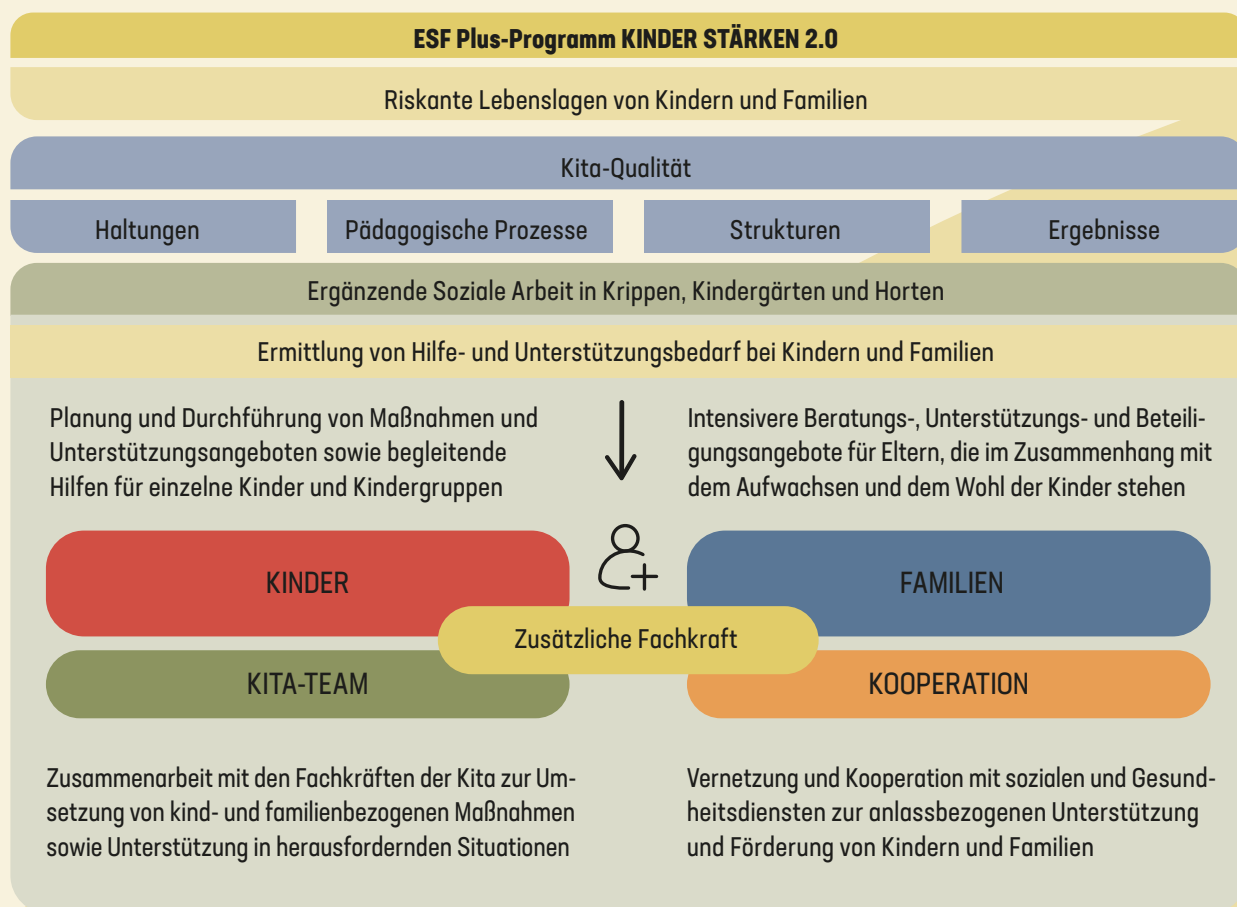 ESF Plus-Programm KINDER STÄRKEN 2.0
Riskante Lebenslagen von Kindern und Familien
Kita-Qualität
Haltungen
Pädagogische Prozesse
Strukturen
Ergebnisse
Ergänzende Soziale Arbeit in Krippen, Kindergärten und Horten
Ermittlung von Hilfe- und Unterstützungsbedarf bei Kindern und Familien
Planung und Durchführung von Maßnahmen und
Unterstützungsangeboten sowie begleitende
Hilfen für einzelne Kinder und Kindergruppen
Intensivere Beratungs-, Unterstützungs- und Beteili-
gungsangebote für Eltern, die im Zusammenhang mit
dem Aufwachsen und dem Wohl der Kinder stehen
KINDER
FAMILIEN
Zusätzliche Fachkraft
KITA-TEAM
KOOPERATION
Zusammenarbeit mit den Fachkräften der Kita zur Um-
setzung von kind- und familienbezogenen Maßnahmen
sowie Unterstützung in herausfordernden Situationen
Vernetzung und Kooperation mit sozialen und Gesund-
heitsdiensten zur anlassbezogenen Unterstützung
und Förderung von Kindern und Familien